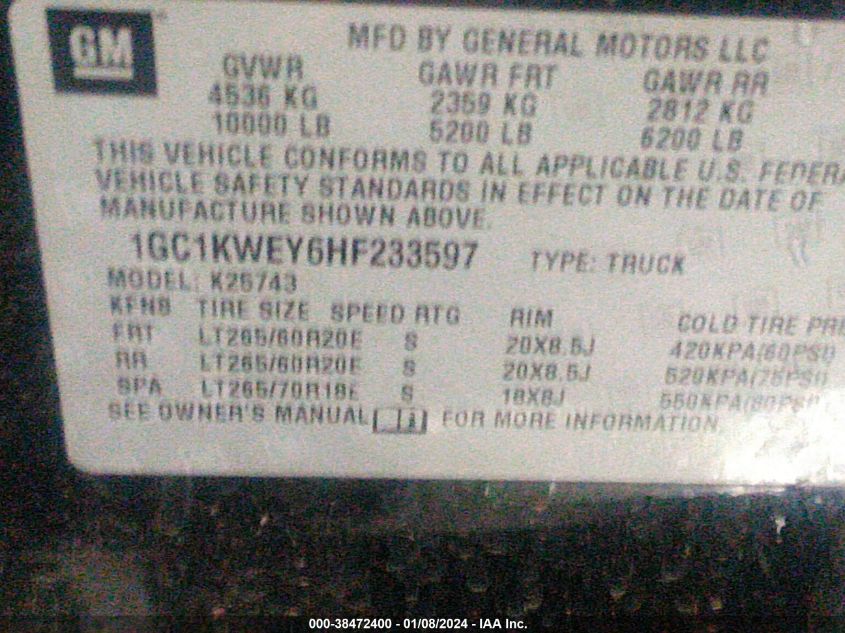 GM
MFD BY GENERAL MOTORS LLC
GVWR GAWR FRT GAWR RR
4536 KG 2359 KG 2812 KG
10000 LB 5200 LB 6200 LB
THIS VEHICLE CONFORMS TO ALL APPLICABLE U.S. FEDERA
VEHICLE SAFETY STANDARDS IN EFFECT ON THE DATE OF
MANUFACTURE SHOWN ABOVE.
1GC1KWEY6HF233597 TYPE: TRUCK
MODEL: K25743
KFNB TIRE SIZE SPEED RTG RIM COLD TIRE PRE
FRT LT265/60R20E S 20X8.5J 420KPA(60PSI)
RR LT265/60R20E S 20X8.5J 520KPA(75PSI)
SPA LT265/70R18E S 18X8J 550KPA(80PSI)
SEE OWNER'S MANUAL FOR MORE INFORMATION.
000-38472400 - 01/08/2024 - IAA Inc.